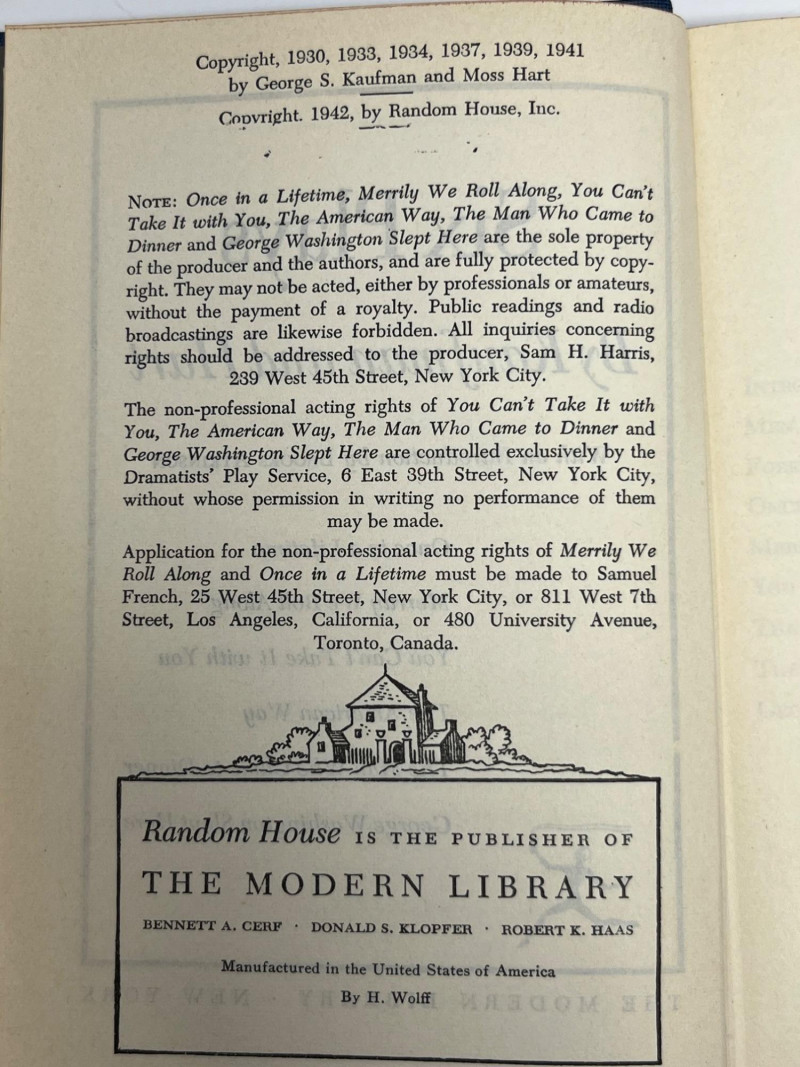 Copyright, 1930, 1933, 1934, 1937, 1939, 1941
by George S. Kaufman and Moss Hart
Copyright. 1942, by Random House, Inc.
NOTE: Once in a Lifetime, Merrily We Roll Along, You Can't
Take It with You, The American Way, The Man Who Came to
Dinner and George Washington Slept Here are the sole property
of the producer and the authors, and are fully protected by copy-
right. They may not be acted, either by professionals or amateurs,
without the payment of a royalty. Public readings and radio
broadcastings are likewise forbidden. All inquiries concerning
rights should be addressed to the producer, Sam H. Harris,
239 West 45th Street, New York City.
The non-professional acting rights of You Can't Take It with
You, The American Way, The Man Who Came to Dinner and
George Washington Slept Here are controlled exclusively by the
Dramatists' Play Service, 6 East 39th Street, New York City,
without whose permission in writing no performance of them
may be made.
Application for the non-professional acting rights of Merrily We
Roll Along and Once in a Lifetime must be made to Samuel
French, 25 West 45th Street, New York City, or 811 West 7th
Street, Los Angeles, California, or 480 University Avenue,
Toronto, Canada.
Random House IS THE PUBLISHER OF
THE MODERN LIBRARY
BENNETT A. CERF · DONALD S. KLOPFER · ROBERT K. HAAS
Manufactured in the United States of America
By H. Wolff